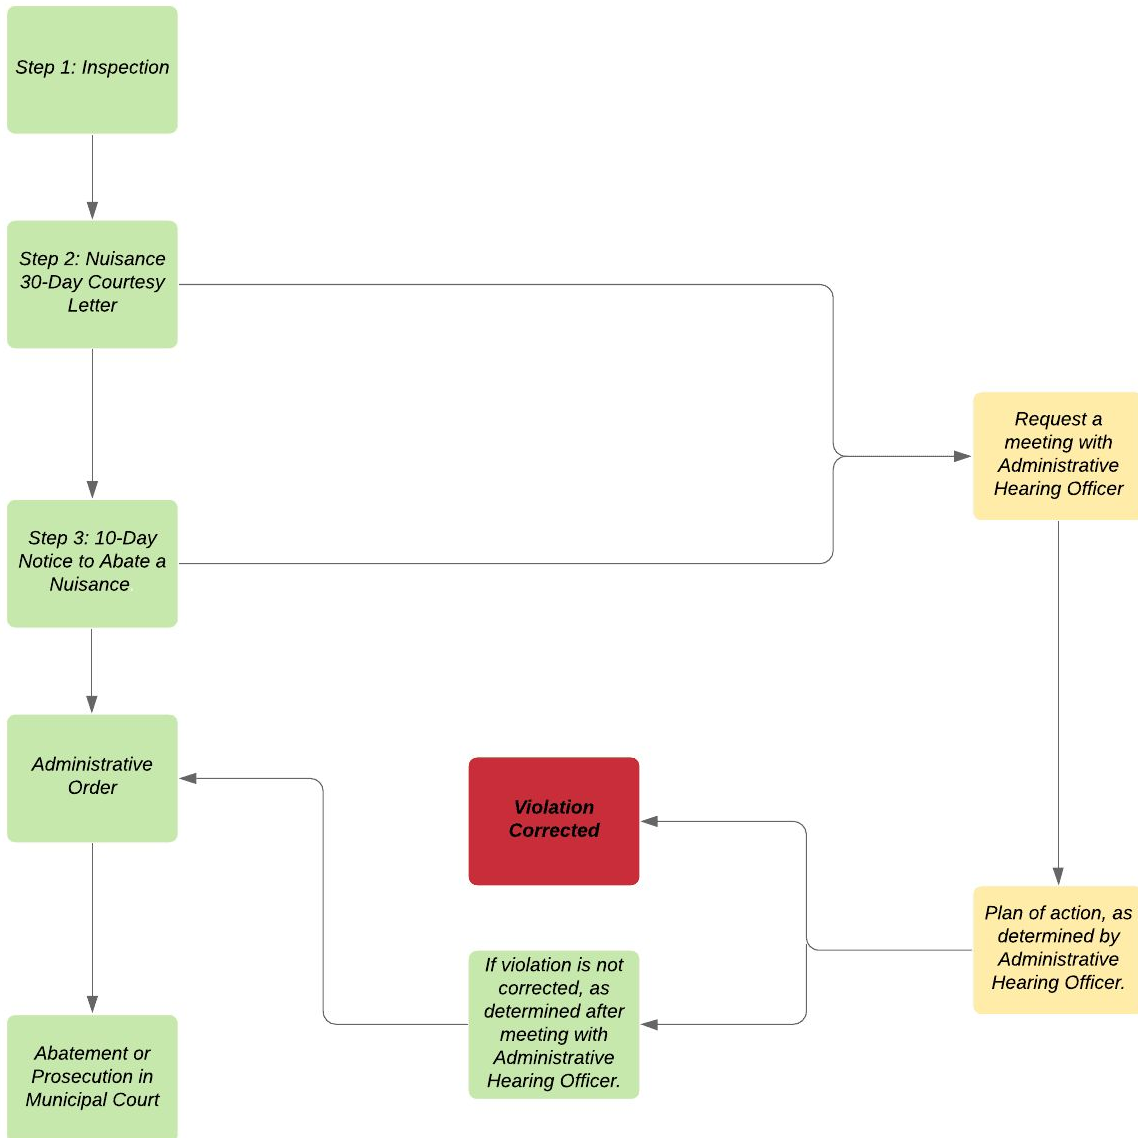 Step 1: Inspection
Step 2: Nuisance
30-Day Courtesy
Letter
Request a
meeting with
Administrative
Hearing Officer
Step 3: 10-Day
Notice to Abate a
Nuisance
Administrative
Order
Violation
Corrected
Plan of action, as
determined by
Administrative
Hearing Officer.
If violation is not
corrected, as
determined after
meeting with
Administrative
Hearing Officer.
Abatement or
Prosecution in
Municipal Court